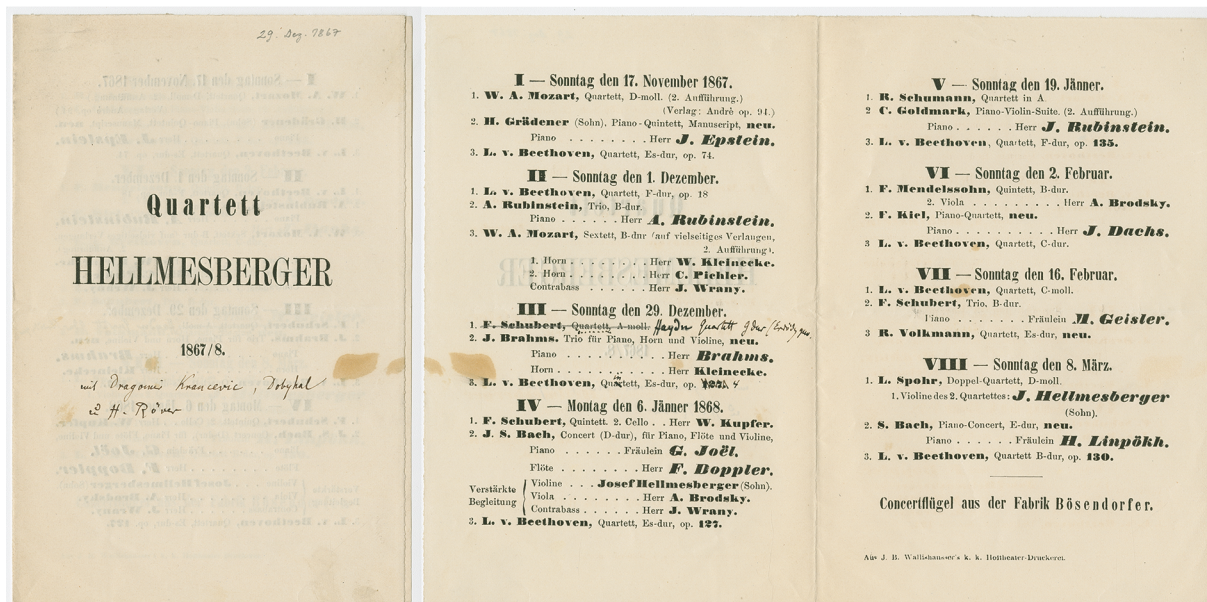 29. Dez. 1867
Quartett
HELLMESBERGER
1867/8.
mit Dragomir Krancevic, Dobyhal
u H. Röver
I — Sonntag den 17. November 1867.
1. W. A. Mozart, Quartett, D-moll. (2. Aufführung.)
(Verlag: Andrè op. 94.)
2. H. Grädener (Sohn). Piano-Quintett, Manuscript, neu.
Piano . . . . . . . . Herr J. Epstein.
3. L. v. Beethoven, Quartett, Es-dur, op. 74.
II — Sonntag den 1. Dezember.
1. L. v. Beethoven, Quartett, F-dur, op. 18
2. A. Rubinstein, Trio, B-dur.
Piano . . . . . . Herr A. Rubinstein.
3. W. A. Mozart, Sextett, B-dur (auf vielseitiges Verlangen,
2. Aufführung).
1. Horn . . . . . . . . Herr W. Kleinecke.
2. Horn . . . . . . . . Herr C. Pichler.
Contrabass . . . . . . Herr J. Wrany.
III — Sonntag den 29. Dezember.
1. F. Schubert, Quartett, A-moll. Haydn Quartett g dur
2. J. Brahms. Trio für Piano, Horn und Violine, neu.
Piano . . . . . . . . Herr Brahms.
Horn . . . . . . . . Herr Kleinecke.
3. L. v. Beethoven, Quartett, Es-dur, op. 4
IV — Montag den 6. Jänner 1868.
1. F. Schubert, Quintett. 2. Cello . . Herr W. Kupfer.
2. J. S. Bach, Concert (D-dur), für Piano, Flöte und Violine,
Piano . . . . . Fräulein G. Joël.
Flöte . . . . . . . . Herr F. Doppler.
Verstärkte Begleitung
Violine . . . Josef Hellmesberger (Sohn).
Viola . . . . . . . . Herr A. Brodsky.
Contrabass . . . . . . Herr J. Wrany.
3. L. v. Beethoven, Quartett, Es-dur, op. 127.
V — Sonntag den 19. Jänner.
1. R. Schumann, Quartett in A
2 C. Goldmark, Piano-Violin-Suite. (2. Aufführung.)
Piano . . . . . . Herr J. Rubinstein.
3. L. v. Beethoven, Quartett, F-dur, op. 135.
VI — Sonntag den 2. Februar.
1. F. Mendelssohn, Quintett, B-dur.
2. Viola . . . . . . . . . Herr A. Brodsky.
2. F. Kiel, Piano-Quartett, neu.
Piano . . . . . . . . . Herr J. Dachs.
3 L. v. Beethoven, Quartett, C-dur.
VII — Sonntag den 16. Februar.
1. L. v. Beethoven, Quartett, C-moll.
2. F. Schubert, Trio, B-dur.
Piano . . . . . . . Fräulein M. Geisler.
3 R. Volkmann, Quartett, Es-dur, neu.
VIII — Sonntag den 8. März.
1. L. Spohr, Doppel-Quartett, D-moll.
1. Violine des 2. Quartettes: J. Hellmesberger
(Sohn).
2. S. Bach, Piano-Concert, E-dur, neu.
Piano . . . . . . Fräulein H. Linpökh.
3. L. v. Beethoven, Quartett B-dur, op. 130.
Concertflügel aus der Fabrik Bösendorfer.
Aus J. B. Wallishausser's k. k. Hoftheater-Druckerei.